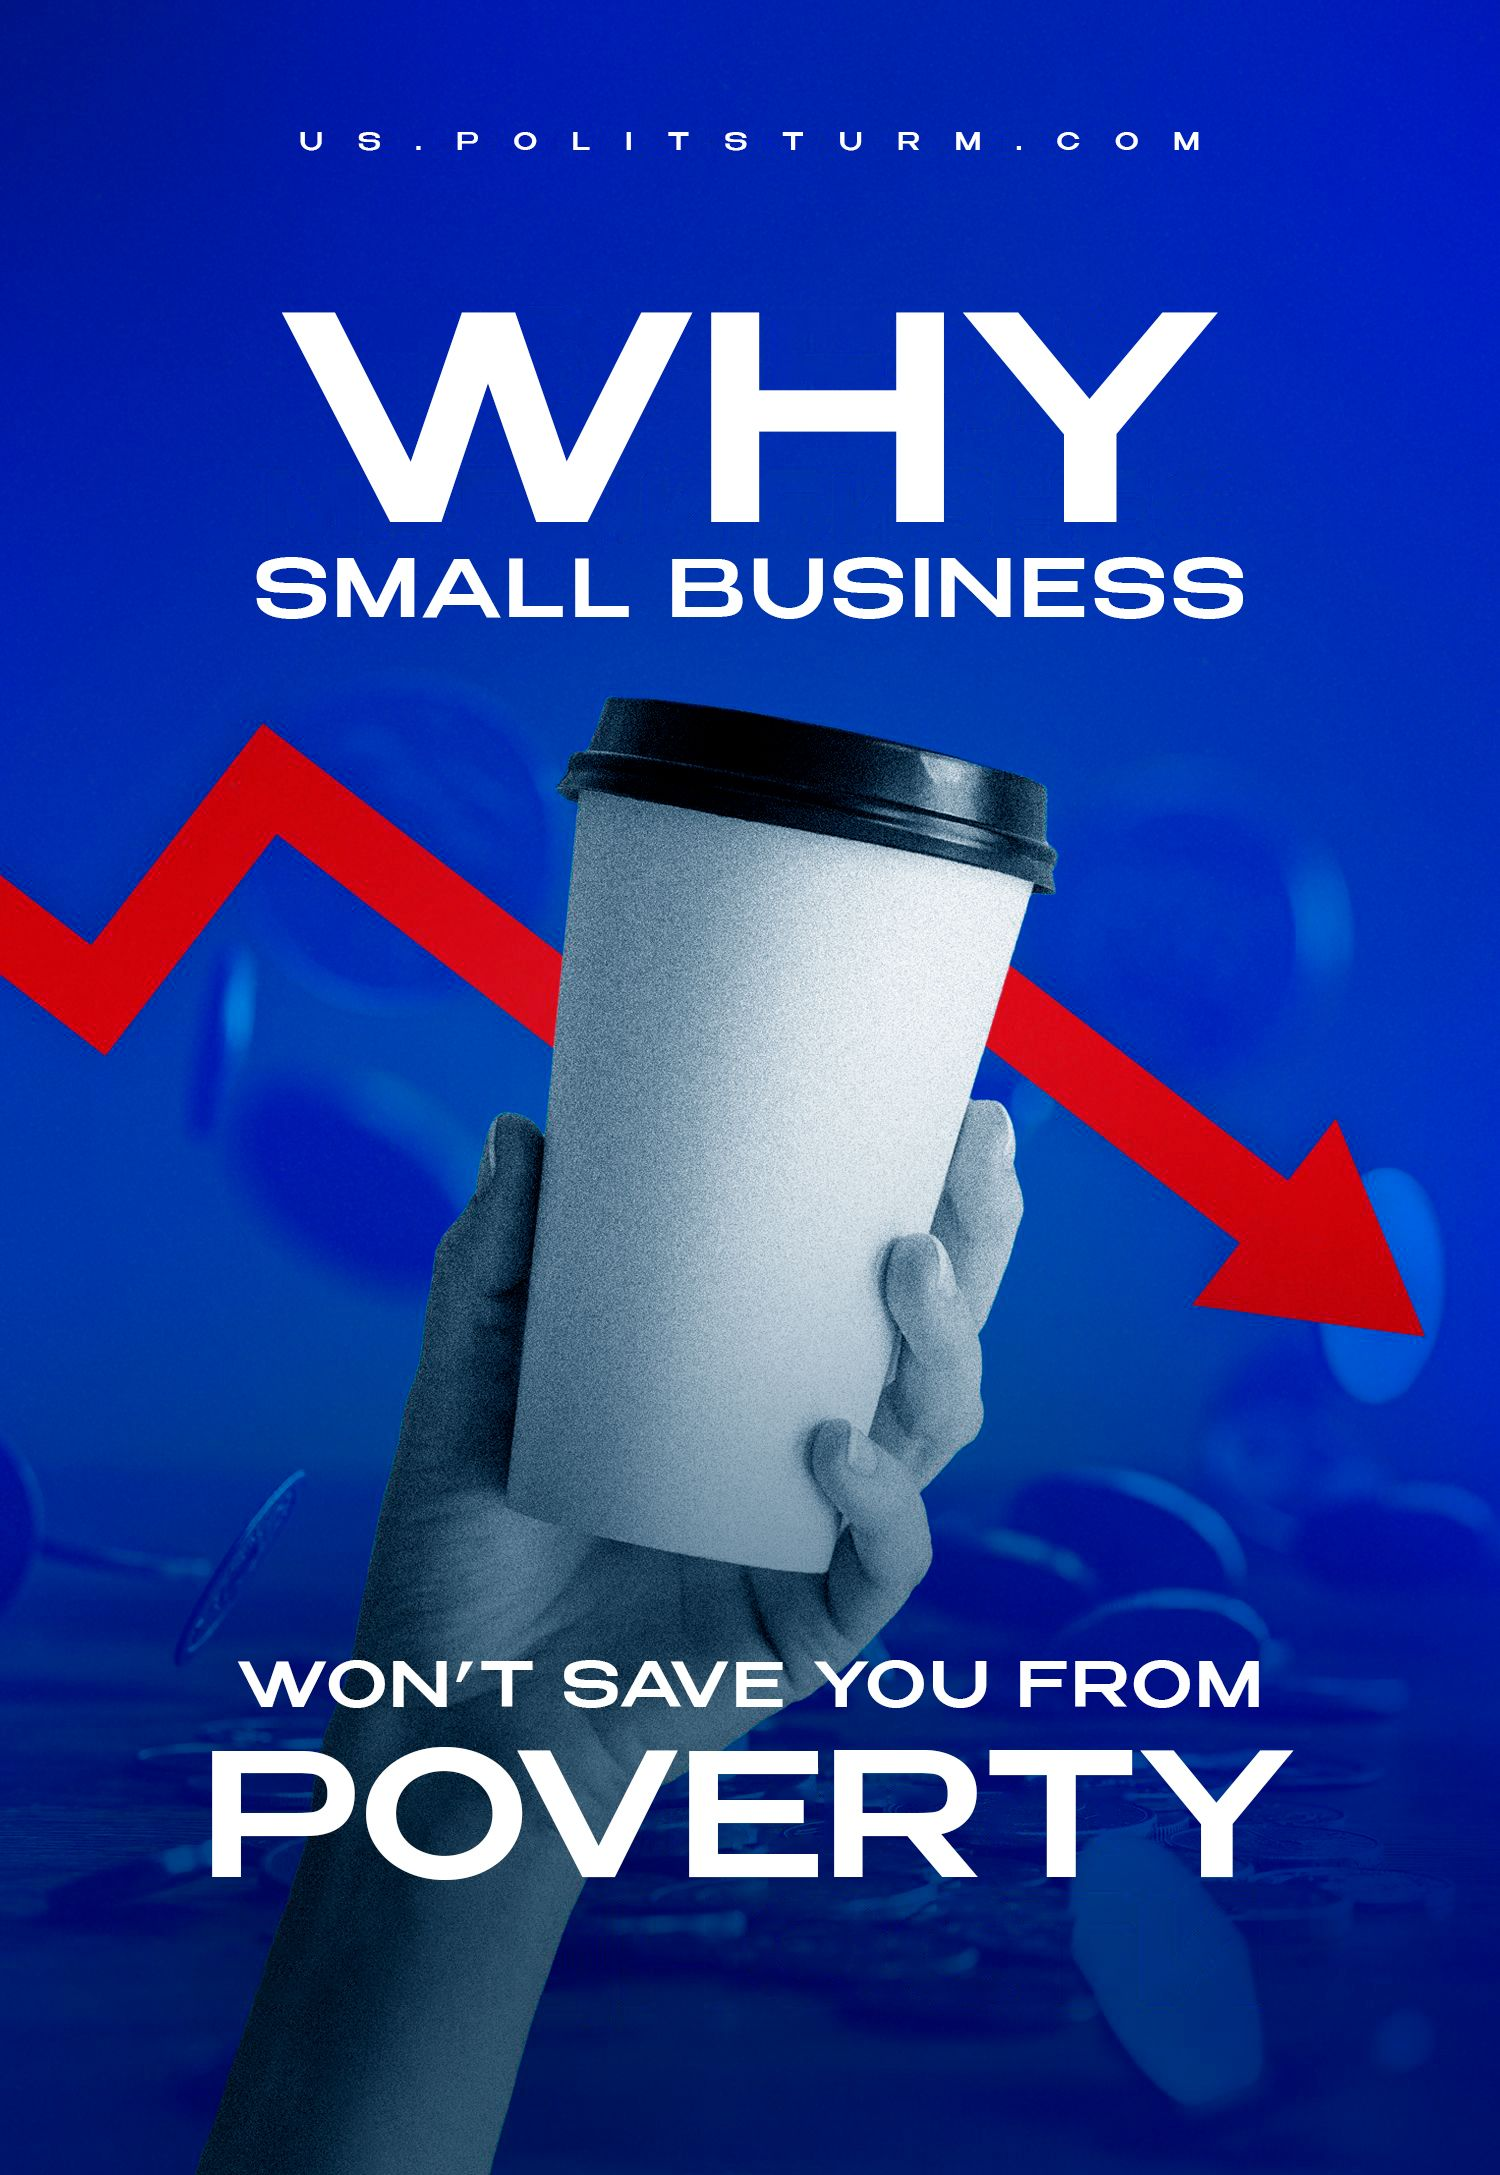 US.POLITSTURM.COM
WHY
SMALL BUSINESS
WON'T SAVE YOU FROM
POVERTY